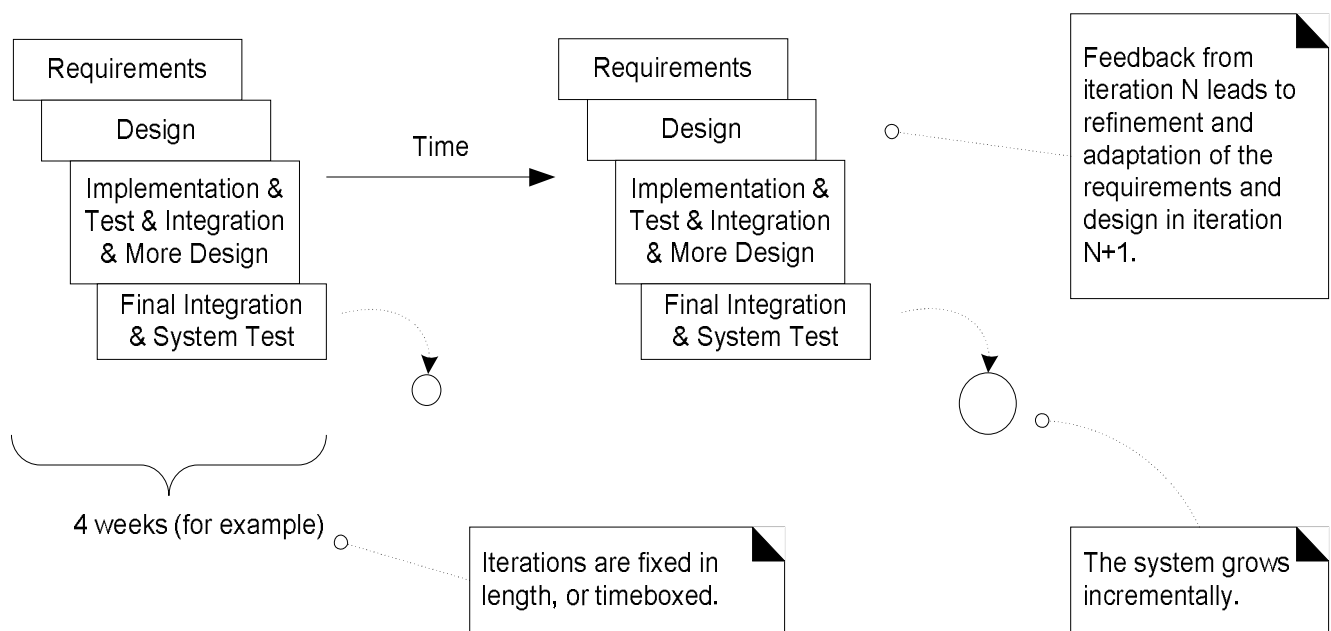 Requirements
Design
Implementation &
Test & Integration
& More Design
Final Integration
& System Test
Time
Requirements
Design
Implementation &
Test & Integration
& More Design
Final Integration
& System Test
Feedback from
iteration N leads to
refinement and
adaptation of the
requirements and
design in iteration
N+1.
4 weeks (for example)
Iterations are fixed in
length, or timeboxed.
The system grows
incrementally.